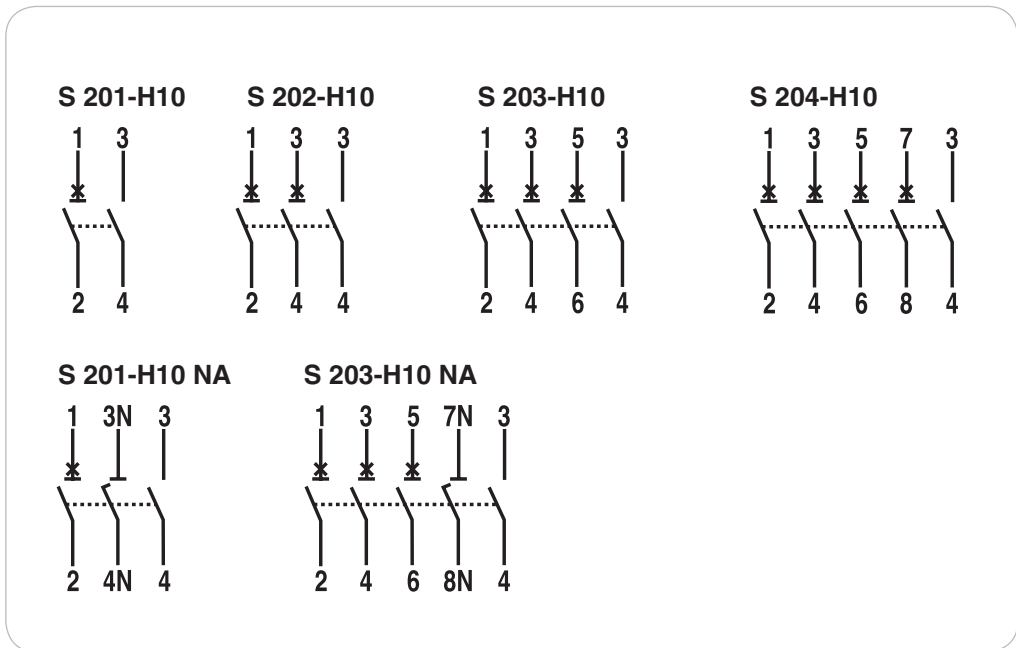 S 201-H10 S 202-H10 S 203-H10 S 204-H10
1 3 1 3 3 1 3 5 3 1 3 5 7 3
2 4 2 4 4 2 4 6 4 2 4 6 8 4
S 201-H10 NA S 203-H10 NA
1 3N 3 1 3 5 7N 3
2 4N 4 2 4 6 8N 4